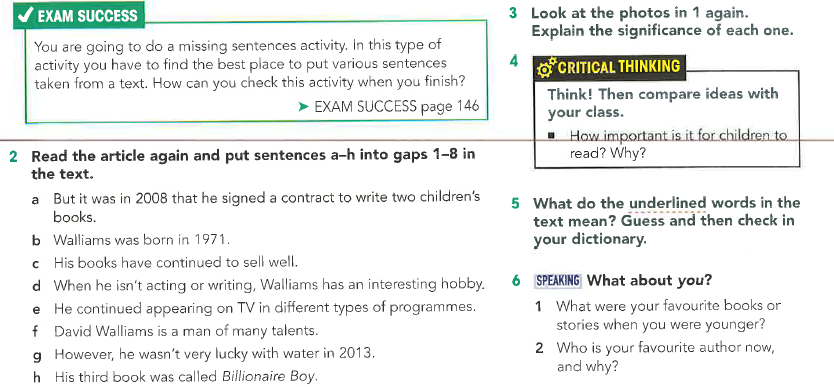 ✓ EXAM SUCCESS
You are going to do a missing sentences activity. In this type of
activity you have to find the best place to put various sentences
taken from a text. How can you check this activity when you finish?
➤ EXAM SUCCESS page 146
2 Read the article again and put sentences a–h into gaps 1–8 in
the text.
a But it was in 2008 that he signed a contract to write two children's
books.
b Walliams was born in 1971.
c His books have continued to sell well.
d When he isn't acting or writing, Walliams has an interesting hobby.
e He continued appearing on TV in different types of programmes.
f David Walliams is a man of many talents.
g However, he wasn't very lucky with water in 2013.
h His third book was called Billionaire Boy.
3 Look at the photos in 1 again.
Explain the significance of each one.
4 CRITICAL THINKING
Think! Then compare ideas with
your class.
■ How important is it for children to
read? Why?
5 What do the underlined words in the
text mean? Guess and then check in
your dictionary.
6 SPEAKING What about you?
1 What were your favourite books or
stories when you were younger?
2 Who is your favourite author now,
and why?